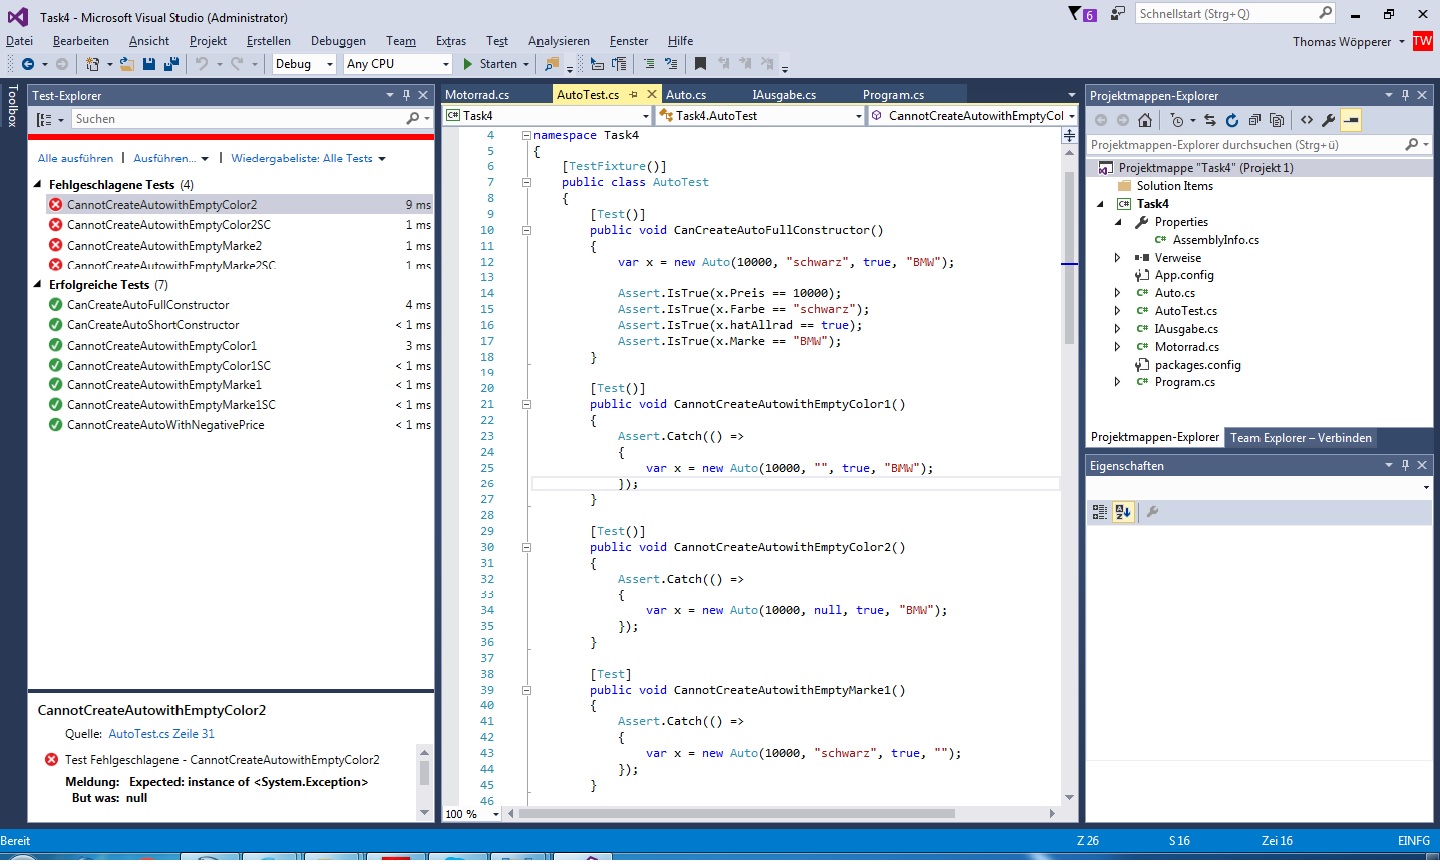 Task4 - Microsoft Visual Studio (Administrator)
6
Schnellstart (Strg+Q)
Datei Bearbeiten Ansicht Projekt Erstellen Debuggen Team Extras Test Analysieren Fenster Hilfe
Thomas Wöpperer TW
Debug Any CPU Starten
Toolbox
Test-Explorer
Suchen
Alle ausführen | Ausführen... | Wiedergabeliste: Alle Tests
Fehlgeschlagene Tests (4)
CannotCreateAutowithEmptyColor2 9 ms
CannotCreateAutowithEmptyColor2SC 1 ms
CannotCreateAutowithEmptyMarke2 1 ms
CannotCreateAutowithEmptyMarke2SC 1 ms
Erfolgreiche Tests (7)
CanCreateAutoFullConstructor 4 ms
CanCreateAutoShortConstructor < 1 ms
CannotCreateAutowithEmptyColor1 3 ms
CannotCreateAutowithEmptyColor1SC < 1 ms
CannotCreateAutowithEmptyMarke1 < 1 ms
CannotCreateAutowithEmptyMarke1SC < 1 ms
CannotCreateAutoWithNegativePrice < 1 ms
CannotCreateAutowithEmptyColor2
Quelle: AutoTest.cs Zeile 31
Test Fehlgeschlagene - CannotCreateAutowithEmptyColor2
Meldung: Expected: instance of <System.Exception>
But was: null
Motorrad.cs AutoTest.cs Auto.cs IAusgabe.cs Program.cs
C# Task4 Task4.AutoTest CannotCreateAutowithEmptyCol
4 namespace Task4
5 {
6 [TestFixture()]
7 public class AutoTest
8 {
9 [Test()]
10 public void CanCreateAutoFullConstructor()
11 {
12 var x = new Auto(10000, "schwarz", true, "BMW");
13
14 Assert.IsTrue(x.Preis == 10000);
15 Assert.IsTrue(x.Farbe == "schwarz");
16 Assert.IsTrue(x.hatAllrad == true);
17 Assert.IsTrue(x.Marke == "BMW");
18 }
19
20 [Test()]
21 public void CannotCreateAutowithEmptyColor1()
22 {
23 Assert.Catch(() =>
24 {
25 var x = new Auto(10000, "", true, "BMW");
26 });
27 }
28
29 [Test()]
30 public void CannotCreateAutowithEmptyColor2()
31 {
32 Assert.Catch(() =>
33 {
34 var x = new Auto(10000, null, true, "BMW");
35 });
36 }
37
38 [Test]
39 public void CannotCreateAutowithEmptyMarke1()
40 {
41 Assert.Catch(() =>
42 {
43 var x = new Auto(10000, "schwarz", true, "");
44 });
45 }
46
100 %
Projektmappen-Explorer
Projektmappen-Explorer durchsuchen (Strg+ü)
Projektmappe "Task4" (Projekt 1)
Solution Items
C# Task4
Properties
C# AssemblyInfo.cs
Verweise
App.config
C# Auto.cs
C# AutoTest.cs
C# IAusgabe.cs
C# Motorrad.cs
packages.config
C# Program.cs
Projektmappen-Explorer Team Explorer – Verbinden
Eigenschaften
Bereit Z 26 S 16 Zei 16 EINFG